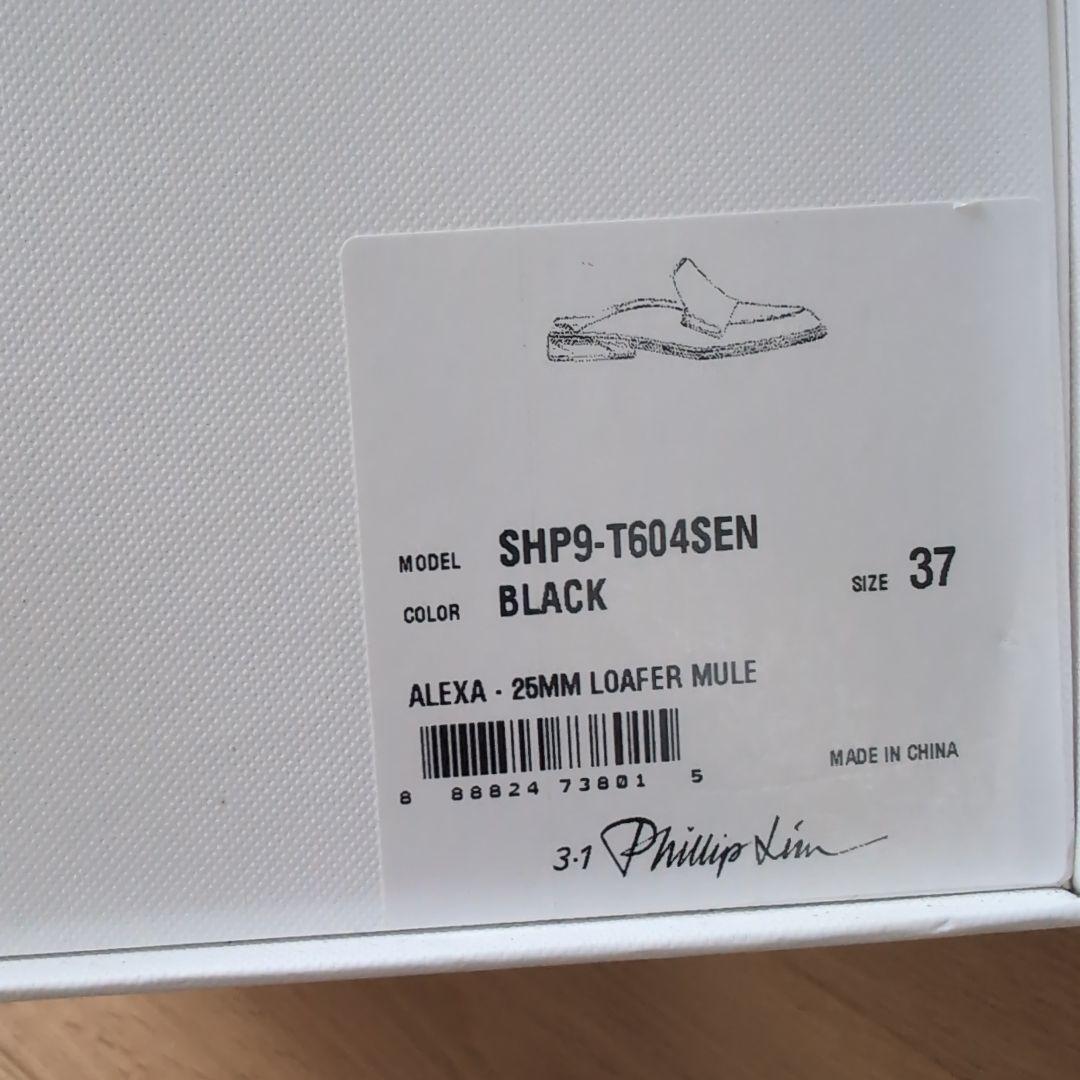 MODEL SHP9-T604SEN
COLOR BLACK SIZE 37
ALEXA - 25MM LOAFER MULE
8 88824 73801 5
MADE IN CHINA
3·1 Phillip Lim